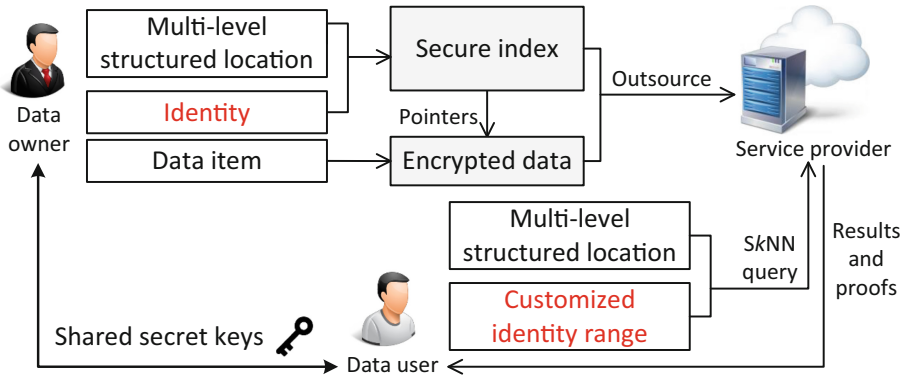 Multi-level
structured location
Identity
Data item
Data
owner
Secure index
Pointers
Encrypted data
Outsource
Service provider
Multi-level
structured location
Customized
identity range
SkNN
query
Results
and
proofs
Shared secret keys
Data user